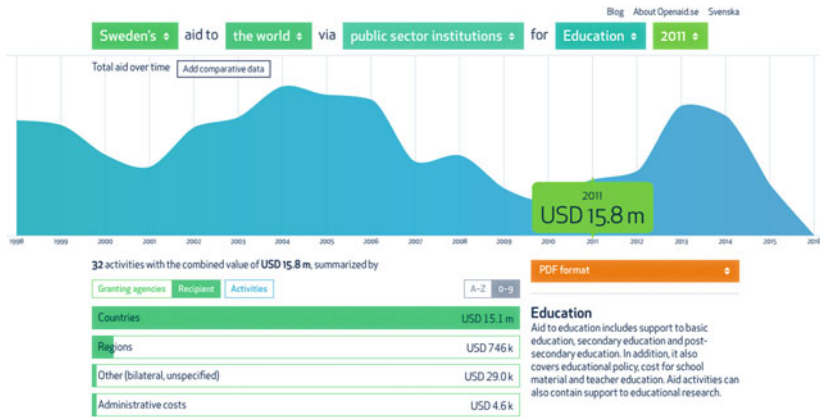 Blog About Openaid.se Svenska
Sweden's aid to the world via public sector institutions for Education 2011
Total aid over time Add comparative data
2011
USD 15.8 m
1998 1999 2000 2001 2002 2003 2004 2005 2006 2007 2008 2009 2010 2011 2012 2013 2014 2015 2016
32 activities with the combined value of USD 15.8 m, summarized by
Granting agencies Recipient Activities A-Z 0-9
Countries USD 15.1 m
Regions USD 746 k
Other (bilateral, unspecified) USD 29.0 k
Administrative costs USD 4.6 k
PDF format
Education
Aid to education includes support to basic
education, secondary education and post-
secondary education. In addition, it also
covers educational policy, cost for school
material and teacher education. Aid activities can
also contain support to educational research.